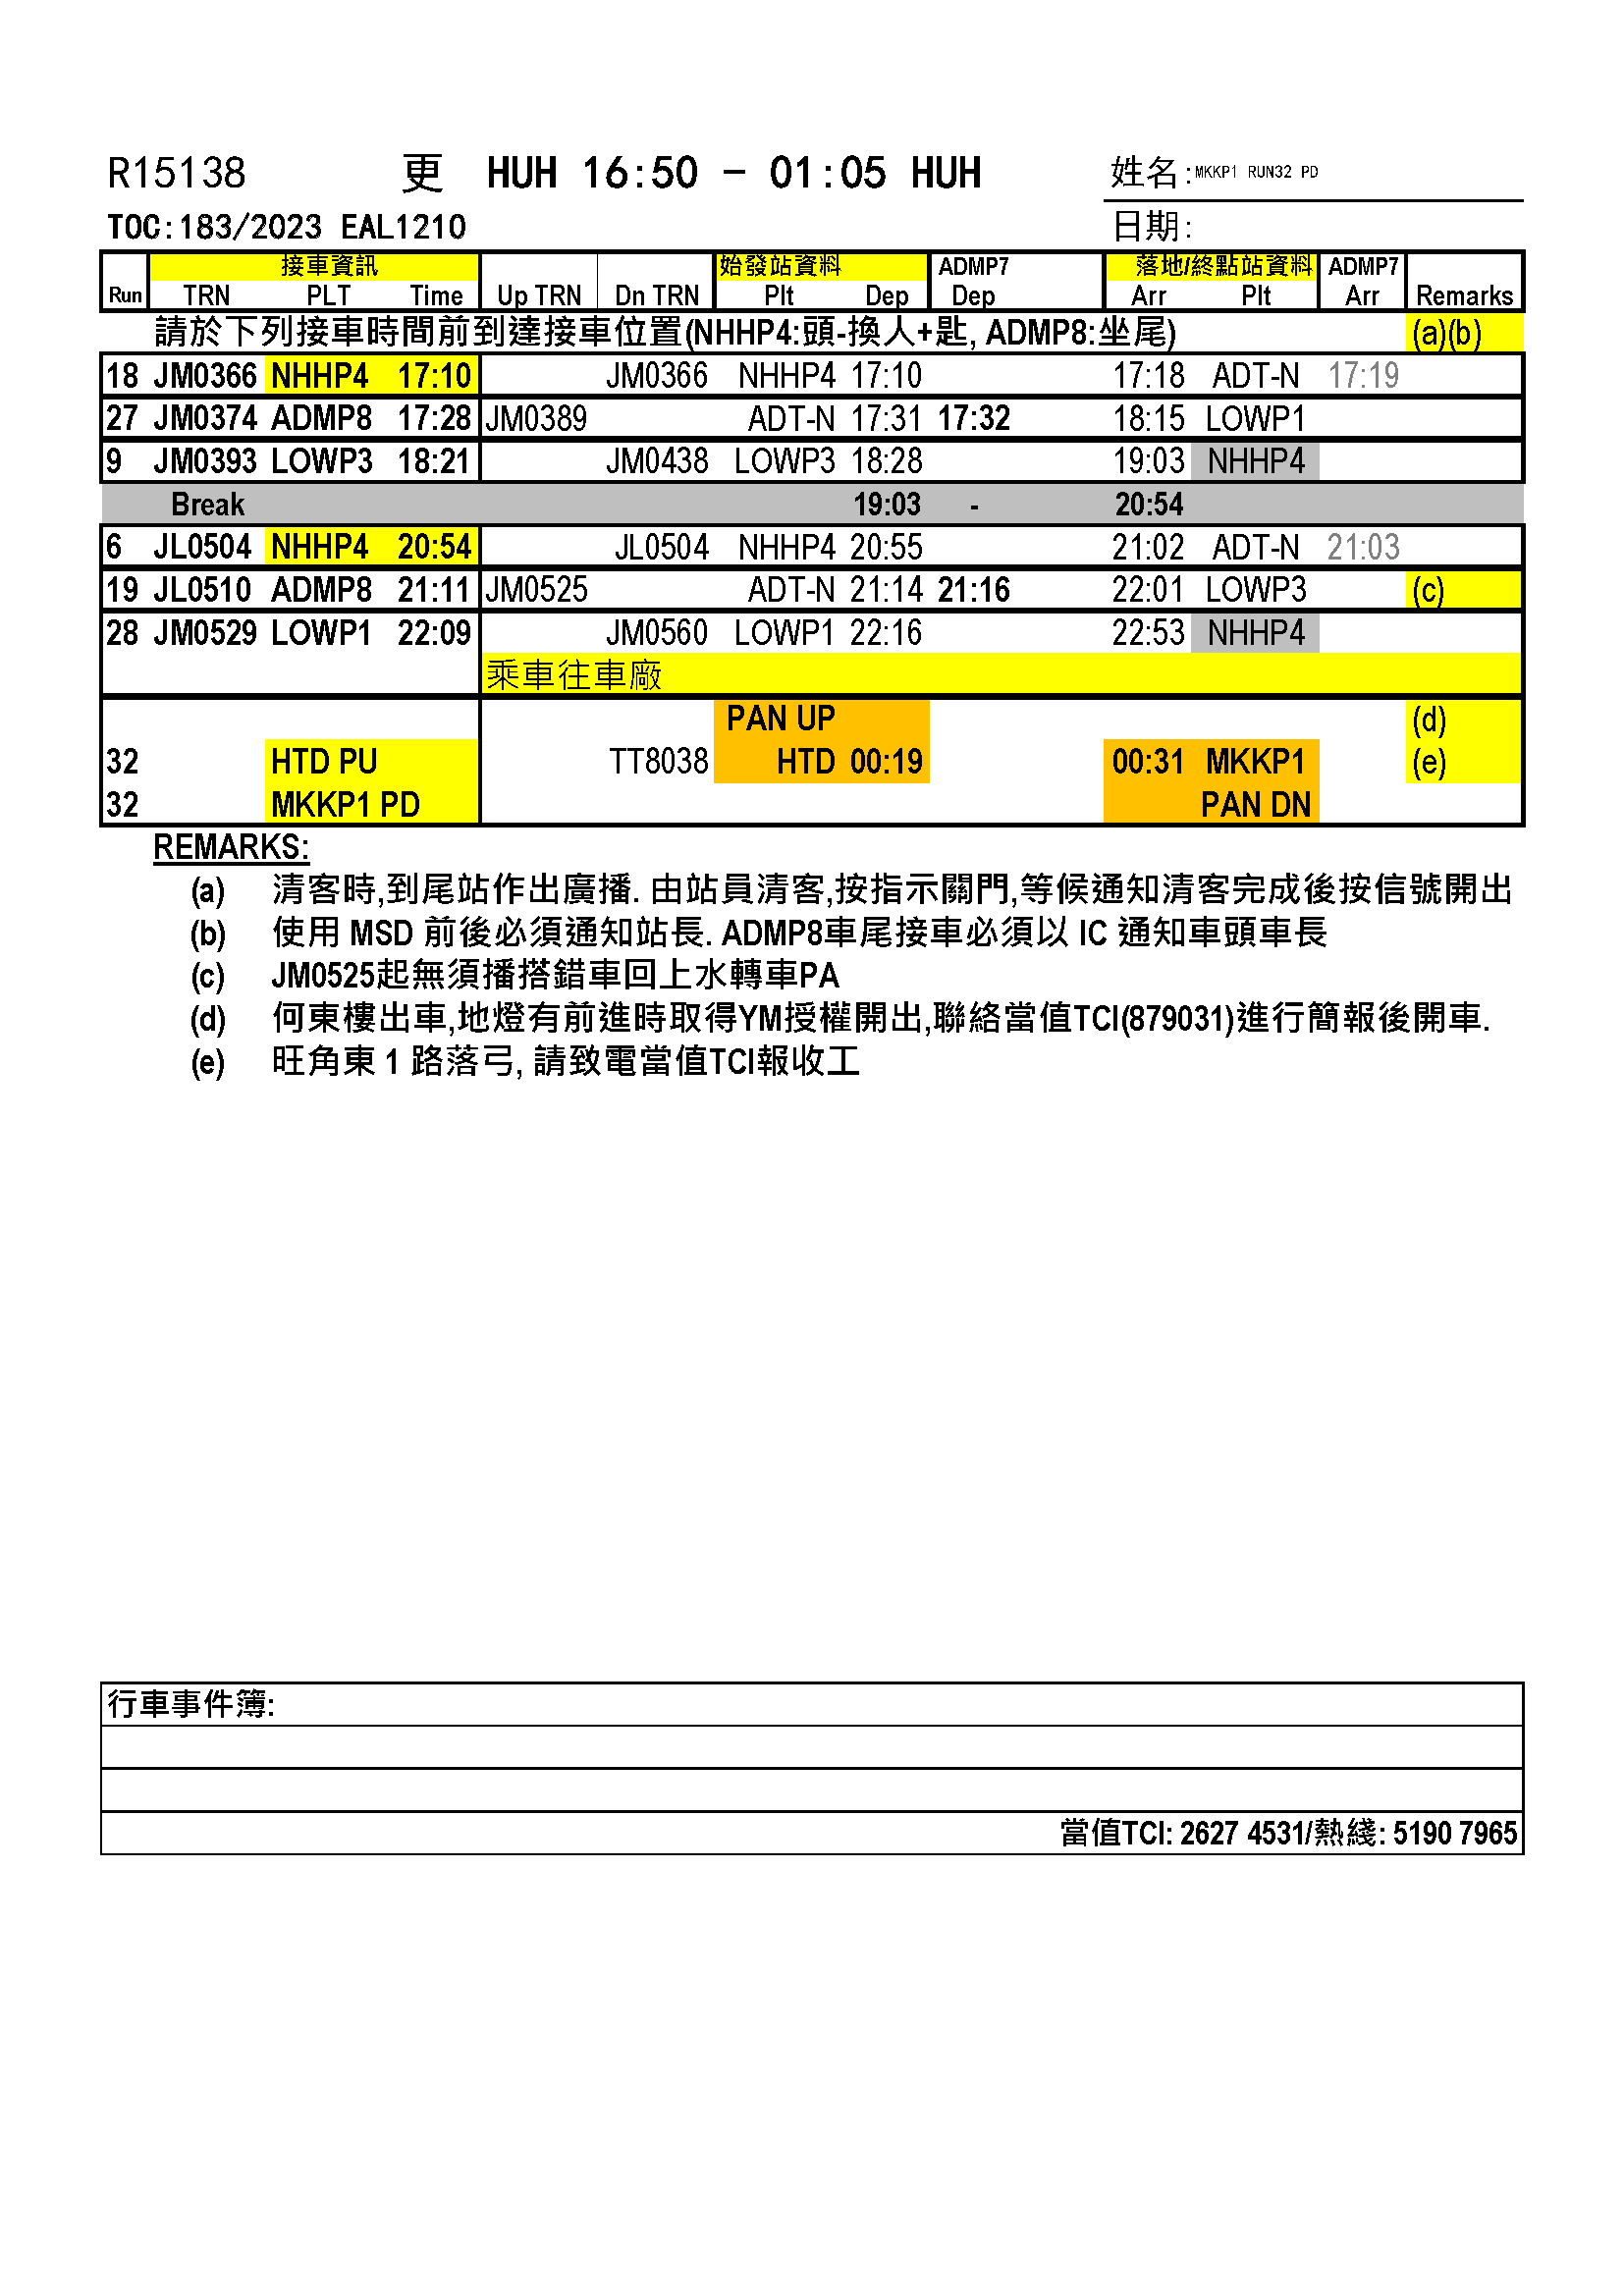 R15138 更 HUH 16:50 - 01:05 HUH 姓名:MKKP1 RUN32 PD
TOC:183/2023 EAL1210 日期:
接車資訊 始發站資料 ADMP7 落地/終點站資料 ADMP7
Run TRN PLT Time Up TRN Dn TRN Plt Dep Dep Arr Plt Arr Remarks
請於下列接車時間前到達接車位置(NHHP4:頭-換人+匙, ADMP8:坐尾) (a)(b)
18 JM0366 NHHP4 17:10 JM0366 NHHP4 17:10 17:18 ADT-N 17:19
27 JM0374 ADMP8 17:28 JM0389 ADT-N 17:31 17:32 18:15 LOWP1
9 JM0393 LOWP3 18:21 JM0438 LOWP3 18:28 19:03 NHHP4
Break 19:03 - 20:54
6 JL0504 NHHP4 20:54 JL0504 NHHP4 20:55 21:02 ADT-N 21:03
19 JL0510 ADMP8 21:11 JM0525 ADT-N 21:14 21:16 22:01 LOWP3 (c)
28 JM0529 LOWP1 22:09 JM0560 LOWP1 22:16 22:53 NHHP4
乘車往車廠
PAN UP (d)
32 HTD PU TT8038 HTD 00:19 00:31 MKKP1 (e)
32 MKKP1 PD PAN DN
REMARKS:
(a) 清客時,到尾站作出廣播. 由站員清客,按指示關門,等候通知清客完成後按信號開出
(b) 使用 MSD 前後必須通知站長. ADMP8車尾接車必須以 IC 通知車頭車長
(c) JM0525起無須播搭錯車回上水轉車PA
(d) 何東樓出車,地燈有前進時取得YM授權開出,聯絡當值TCI(879031)進行簡報後開車.
(e) 旺角東 1 路落弓, 請致電當值TCI報收工
行車事件簿:
當值TCI: 2627 4531/熱綫: 5190 7965